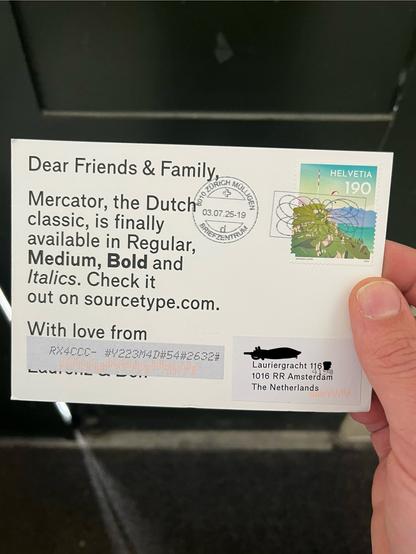 Dear Friends & Family,
Mercator, the Dutch
classic, is finally
available in Regular,
Medium, Bold and
Italics. Check it
out on sourcetype.com.
With love from
RX4CCC- #Y223M4D#54#2632#
8010 ZÜRICH MÜLLIGEN
03.07.25-19
d
BRIEFZENTRUM
HELVETIA
190
Lauriergracht 116
1016 RR Amsterdam
The Netherlands